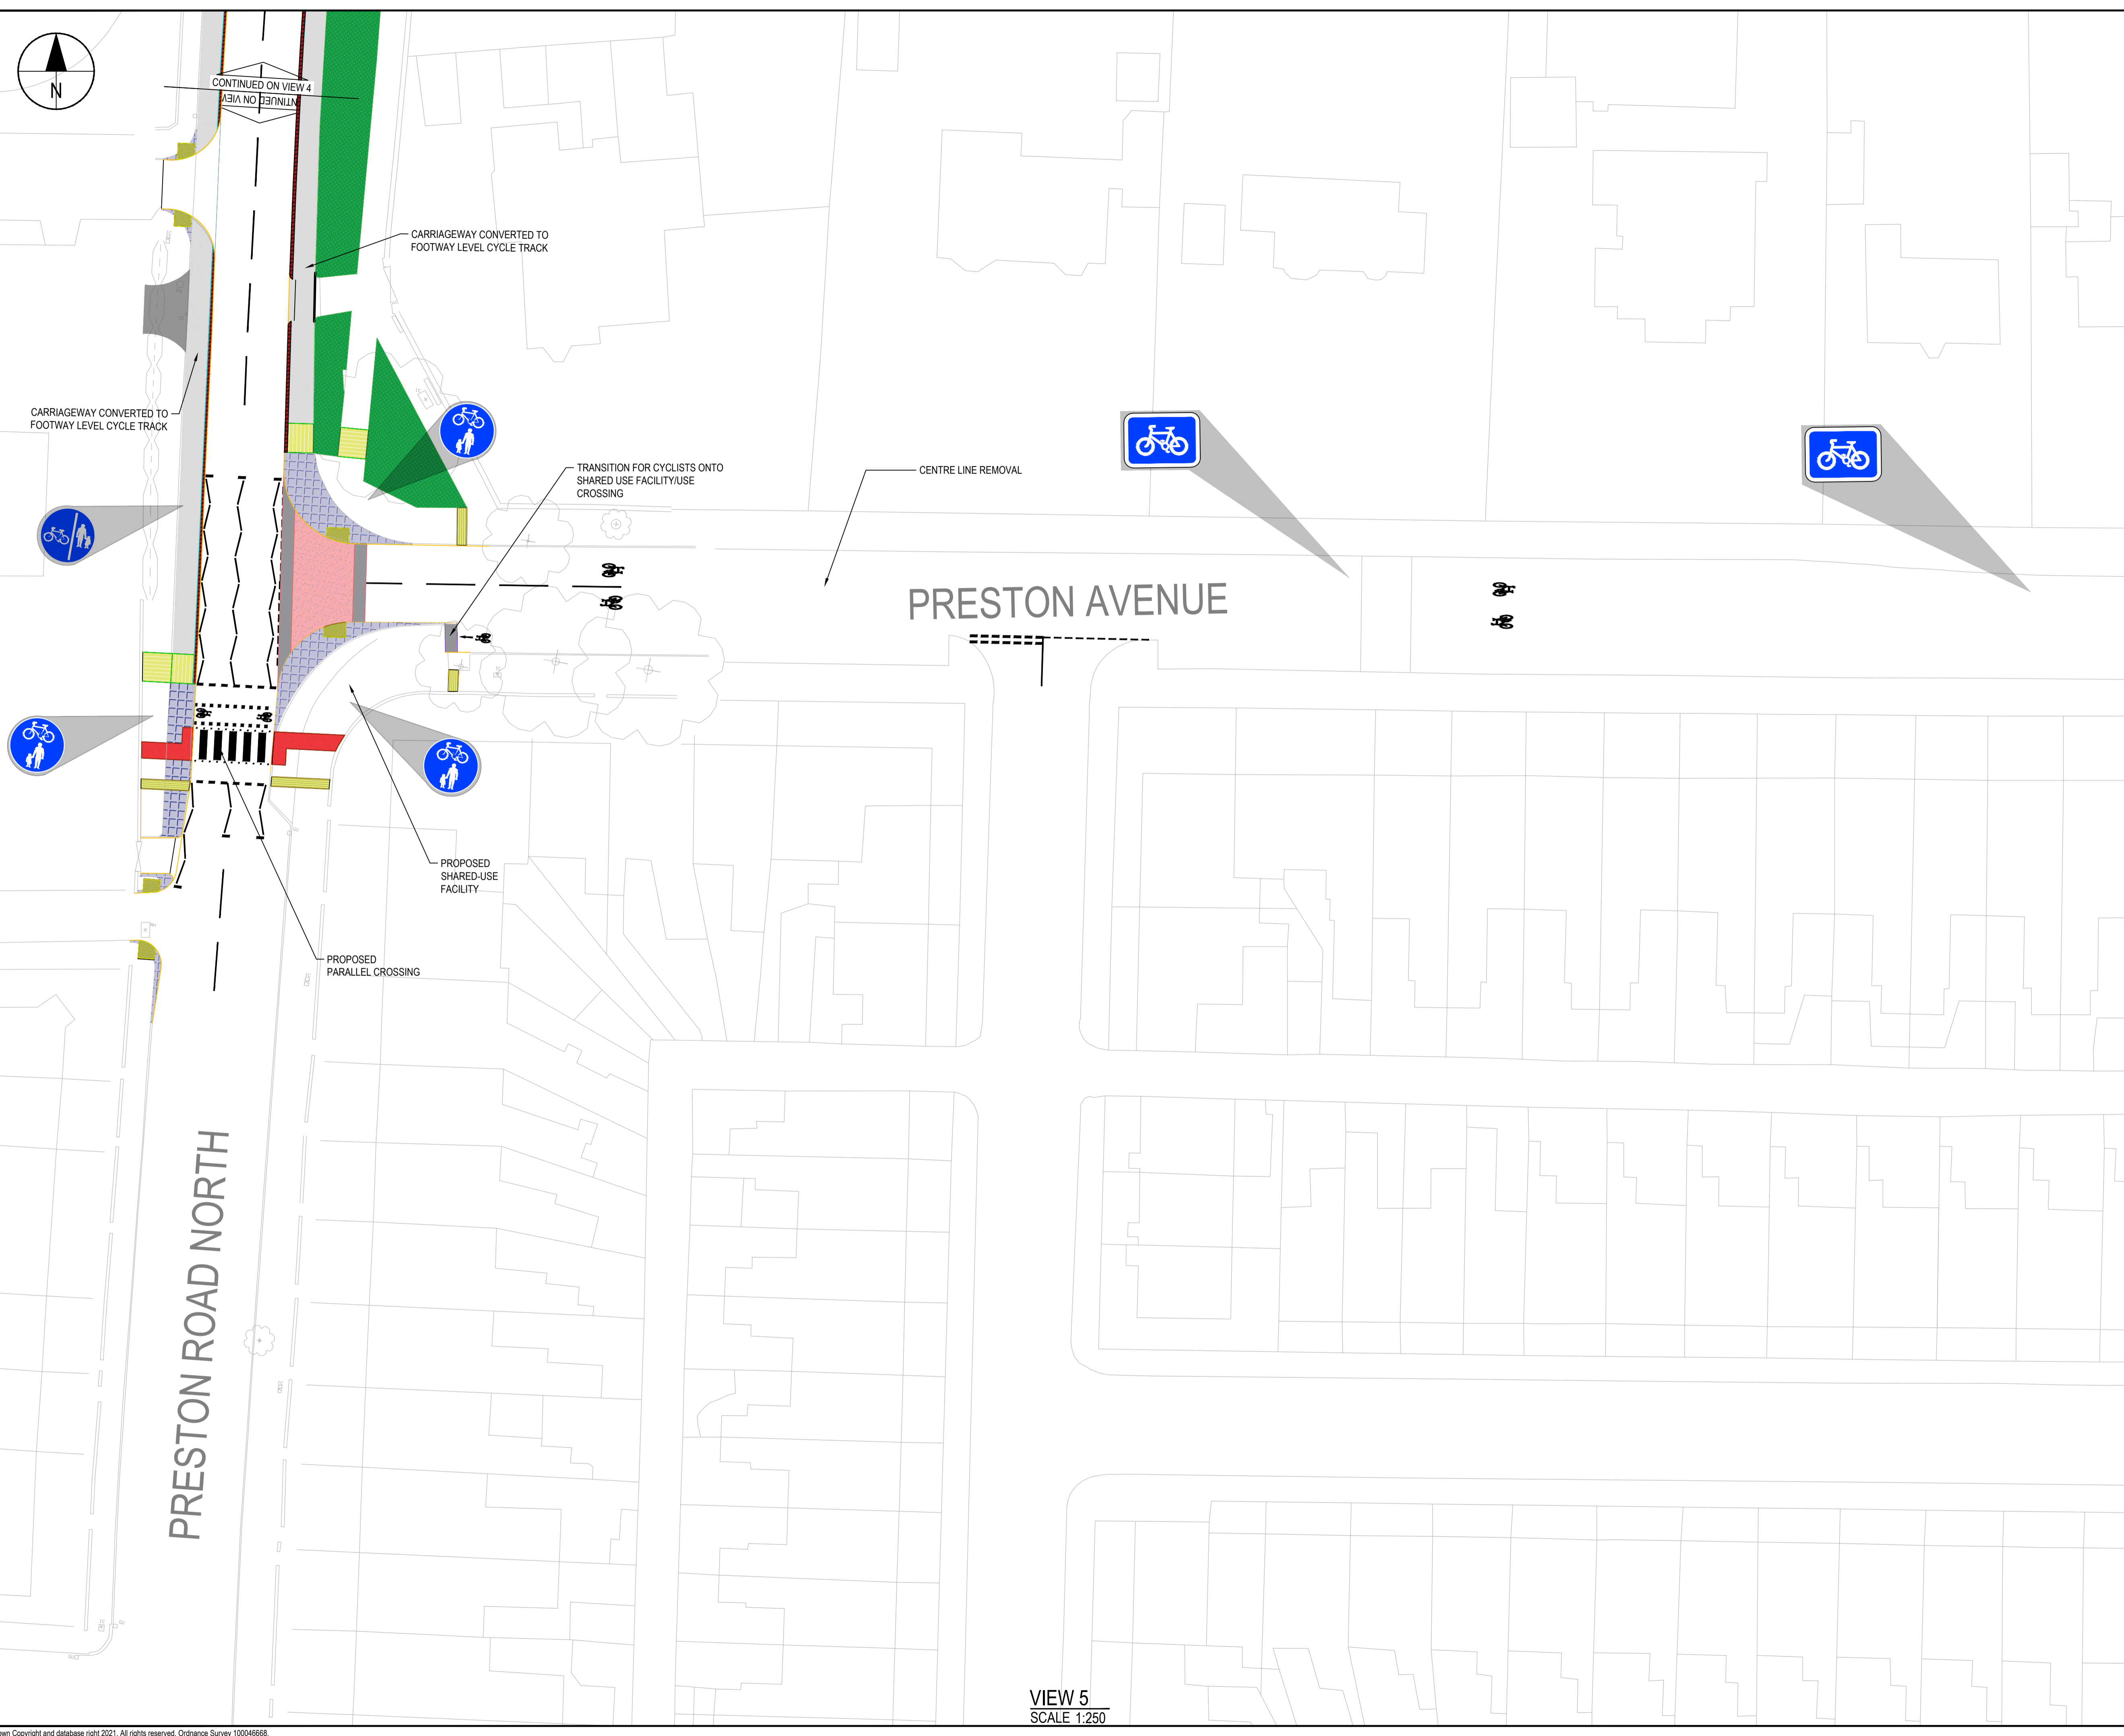 CONTINUED ON VIEW 4
NTINUED ON VIEW
N
CARRIAGEWAY CONVERTED TO
FOOTWAY LEVEL CYCLE TRACK
CARRIAGEWAY CONVERTED TO
FOOTWAY LEVEL CYCLE TRACK
TRANSITION FOR CYCLISTS ONTO
SHARED USE FACILITY/USE
CROSSING
CENTRE LINE REMOVAL
PRESTON AVENUE
PROPOSED
SHARED-USE
FACILITY
PROPOSED
PARALLEL CROSSING
PRESTON ROAD NORTH
VIEW 5
SCALE 1:250
own Copyright and database right 2021. All rights reserved. Ordnance Survey 100046668.